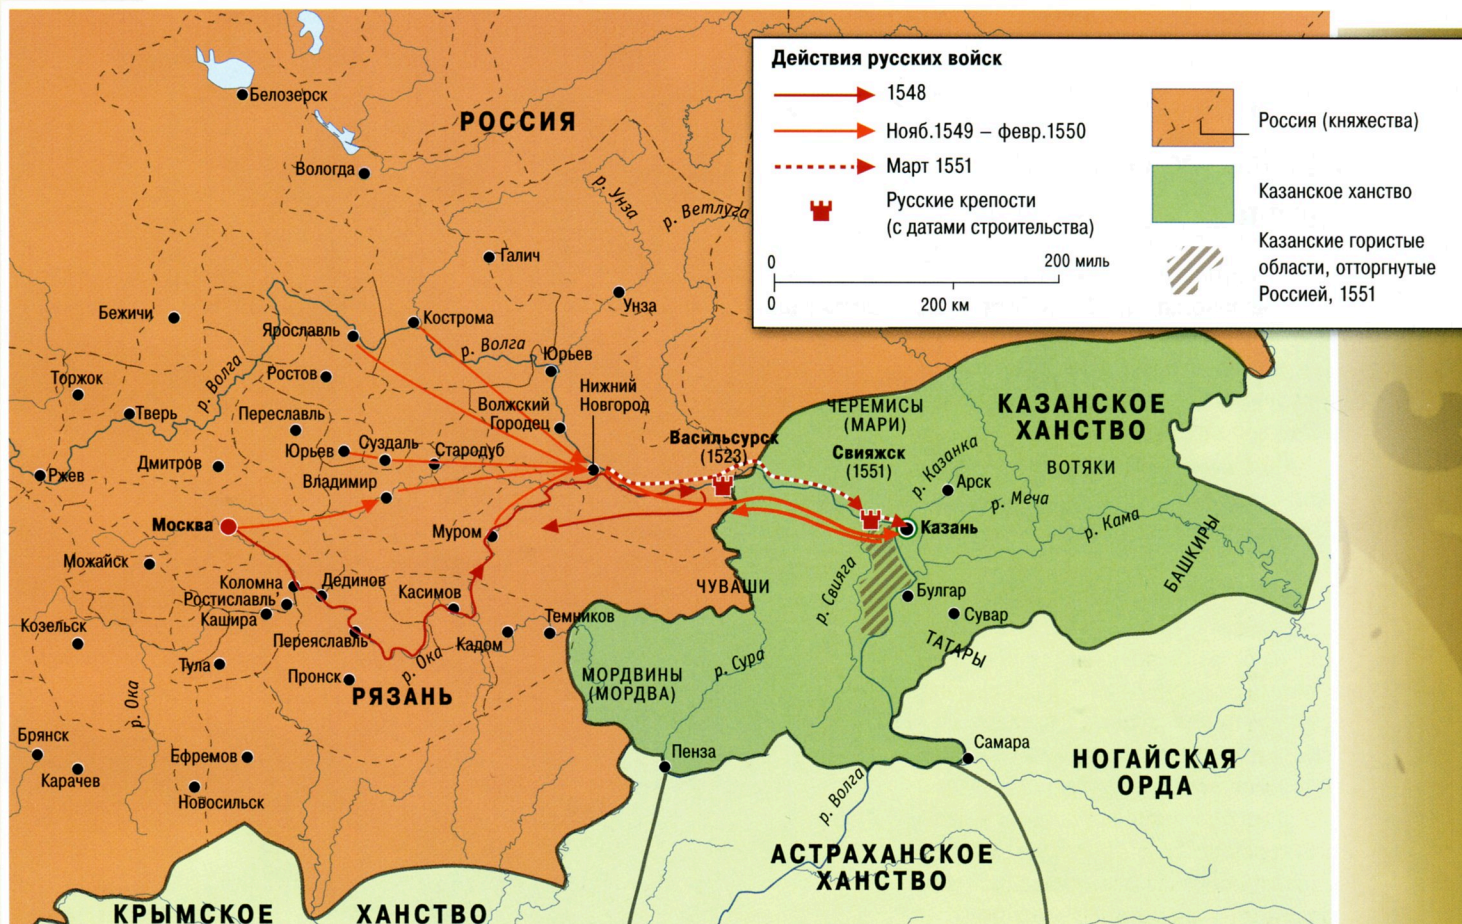 Действия русских войск
1548
Нояб.1549 – февр.1550
Март 1551
Русские крепости
(с датами строительства)
0
200 миль
0
200 км
Россия (княжества)
Казанское ханство
Казанские гористые
области, отторгнутые
Россией, 1551
Белозерск
РОССИЯ
Вологда
р. Унза
р. Ветлуга
Галич
Унза
Бежичи
Ярославль
Кострома
р. Волга
Юрьев
р. Волга
Торжок
Ростов
Нижний
Новгород
Тверь
Переславль
Волжский
Городец
Юрьев
Суздаль
Стародуб
Ржев
Дмитров
Владимир
Васильсурск
(1523)
ЧЕРЕМИСЫ
(МАРИ)
КАЗАНСКОЕ
ХАНСТВО
Свияжск
(1551)
р. Казанка
ВОТЯКИ
Арск
р. Меча
р. Кама
БАШКИРЫ
Москва
Муром
Казань
Можайск
Коломна
Дединов
Ростиславль'
Касимов
Кашира
ЧУВАШИ
р. Свияга
Булгар
Сувар
ТАТАРЫ
Козельск
Переяславль'
Кадом
Темников
Тула
р. Ока
Пронск
РЯЗАНЬ
МОРДВИНЫ
(МОРДВА)
р. Сура
р. Ока
Брянск
Карачев
Ефремов
Новосильск
Пенза
Самара
НОГАЙСКАЯ
ОРДА
р. Волга
АСТРАХАНСКОЕ
ХАНСТВО
КРЫМСКОЕ
ХАНСТВО